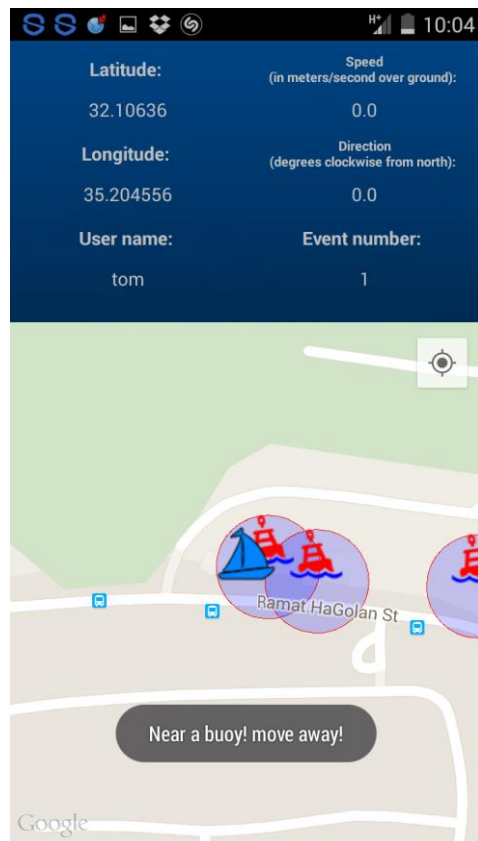 H+ 10:04
Latitude:
32.10636
Speed
(in meters/second over ground):
0.0
Longitude:
35.204556
Direction
(degrees clockwise from north):
0.0
User name:
tom
Event number:
1
Ramat HaGolan St
Near a buoy! move away!
Google